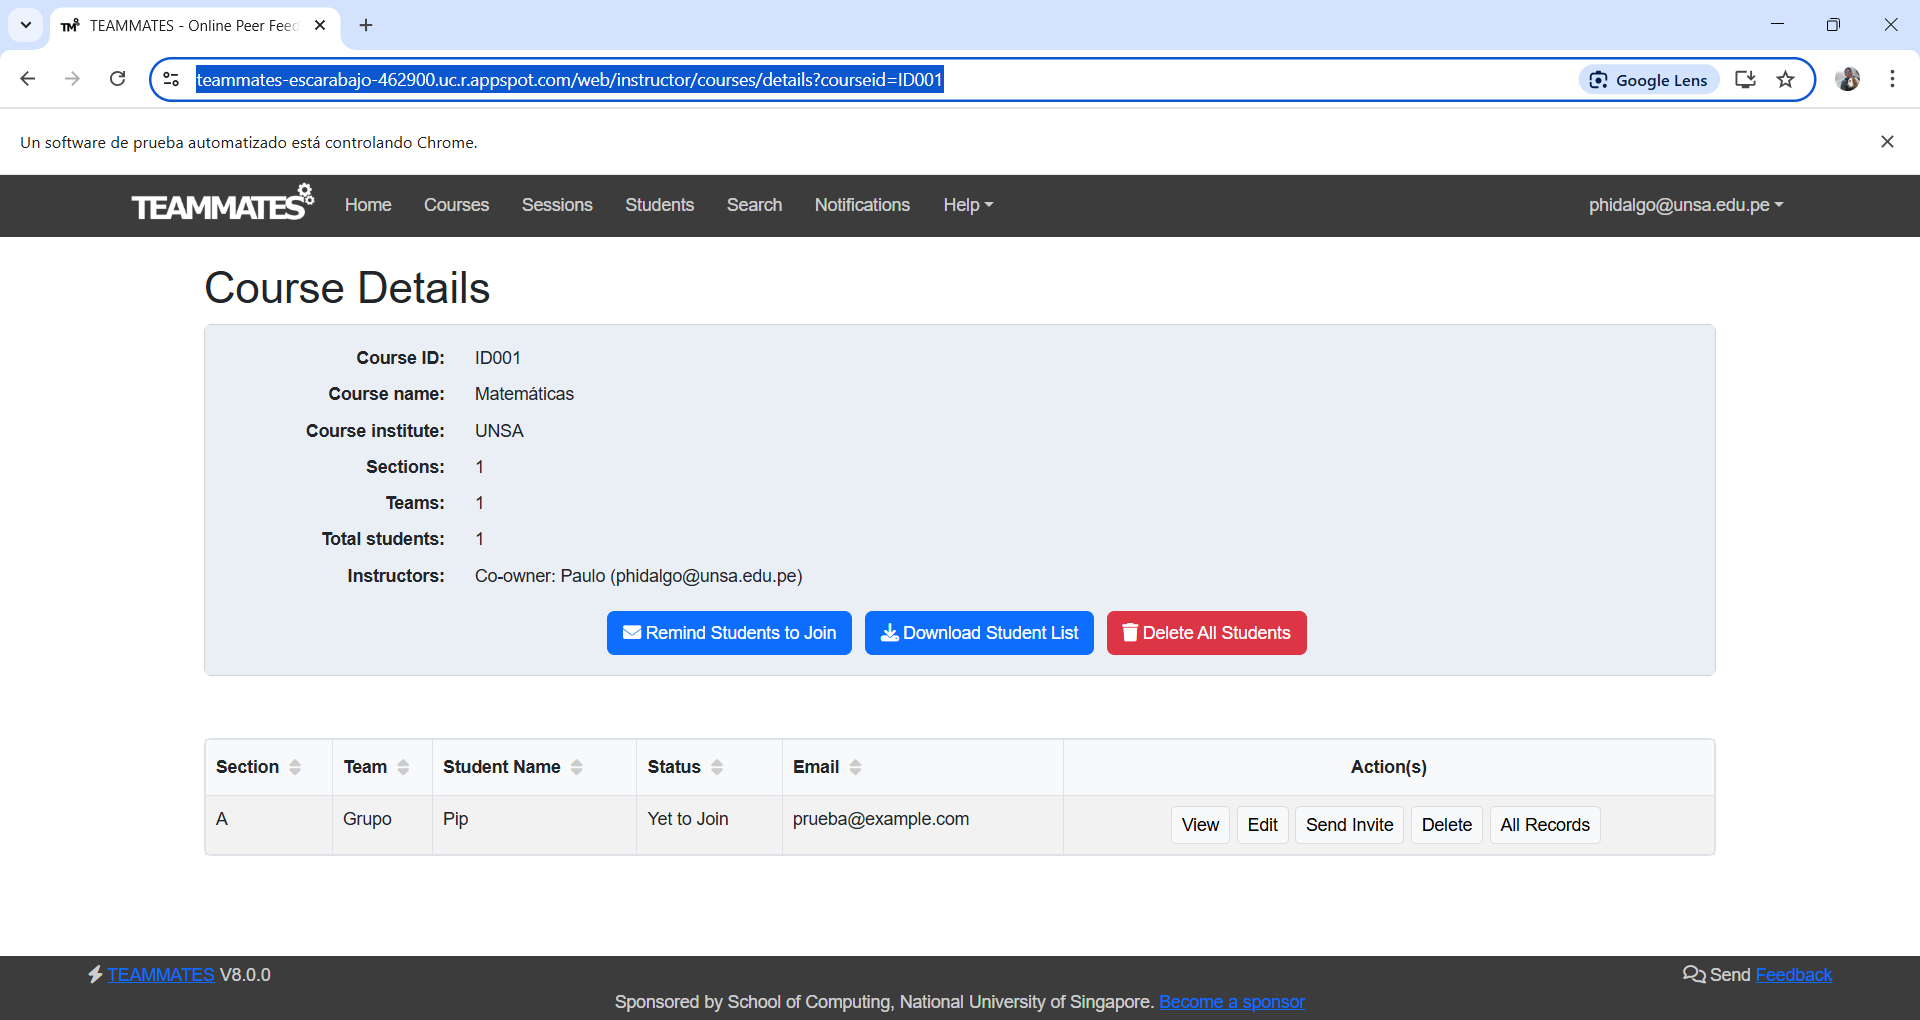 TEAMMATES - Online Peer Feed
teammates-escarabajo-462900.uc.r.appspot.com/web/instructor/courses/details?courseid=ID001
Google Lens
Un software de prueba automatizado está controlando Chrome.
TEAMMATES Home Courses Sessions Students Search Notifications Help phidalgo@unsa.edu.pe
Course Details
Course ID: ID001
Course name: Matemáticas
Course institute: UNSA
Sections: 1
Teams: 1
Total students: 1
Instructors: Co-owner: Paulo (phidalgo@unsa.edu.pe)
Remind Students to Join Download Student List Delete All Students
Section Team Student Name Status Email Action(s)
A Grupo Pip Yet to Join prueba@example.com View Edit Send Invite Delete All Records
TEAMMATES V8.0.0 Send Feedback
Sponsored by School of Computing, National University of Singapore. Become a sponsor